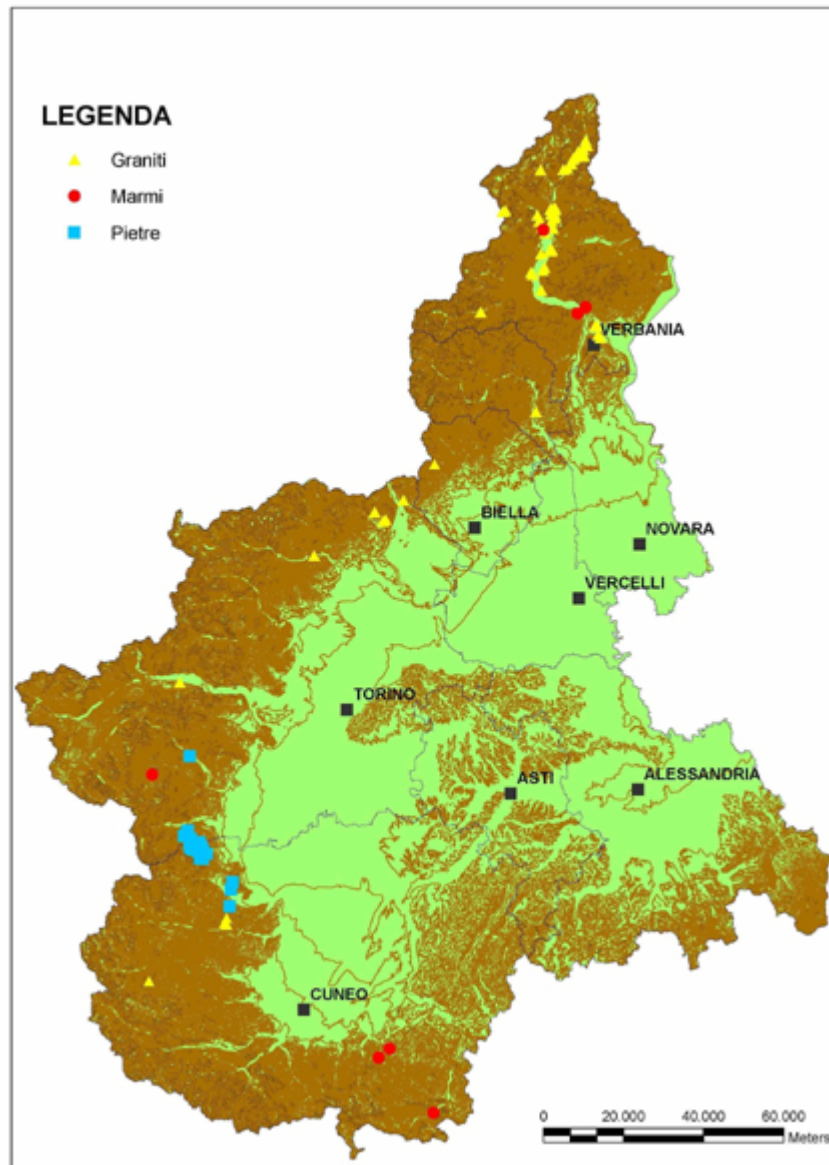 LEGENDA
Graniti
Marmi
Pietre
VERBANIA
BIELLA
NOVARA
VERCELLI
TORINO
ASTI
ALESSANDRIA
CUNEO
0 20.000 40.000 60.000
Meters